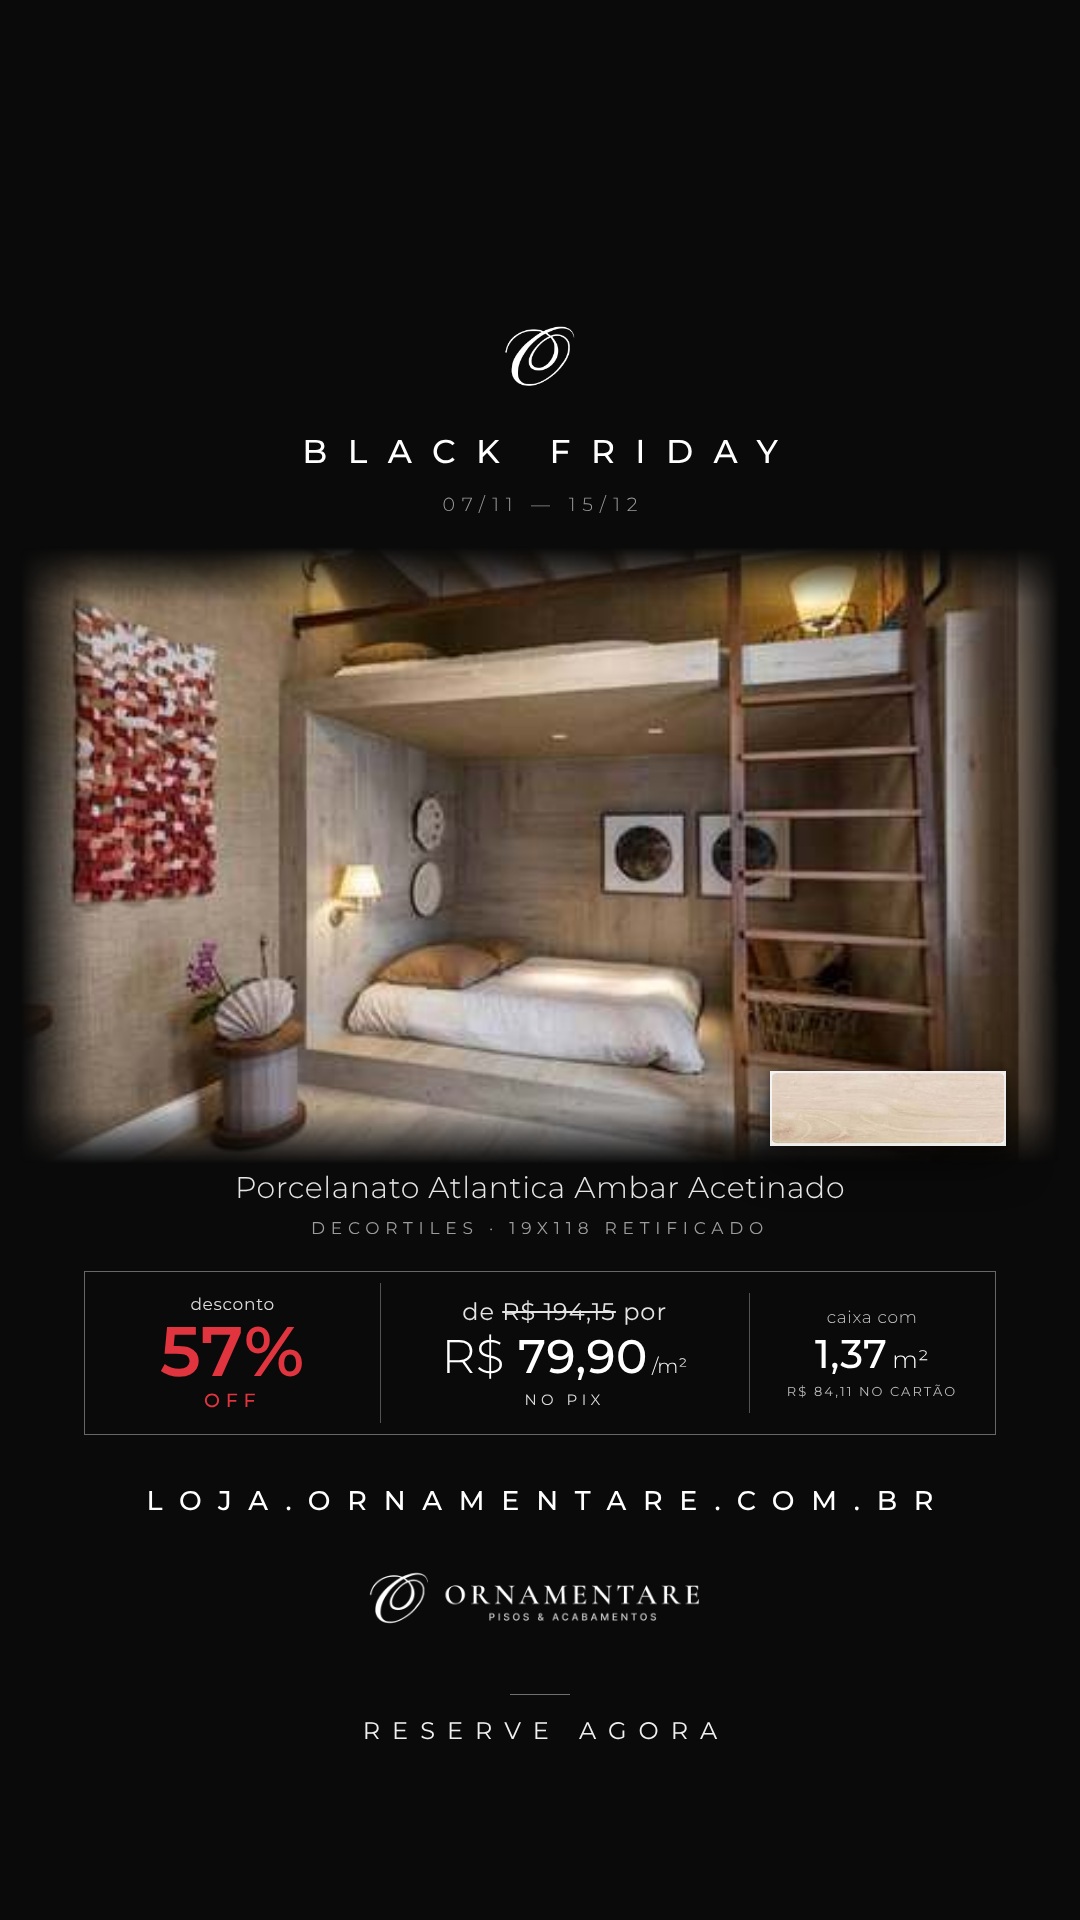 O
BLACK FRIDAY
07/11 — 15/12
Porcelanato Atlantica Ambar Acetinado
DECORTILES · 19X118 RETIFICADO
desconto
57%
OFF
de R$ 194,15 por
R$ 79,90/m²
NO PIX
caixa com
1,37 m²
R$ 84,11 NO CARTÃO
LOJA.ORNAMENTARE.COM.BR
O ORNAMENTARE
PISOS & ACABAMENTOS
RESERVE AGORA